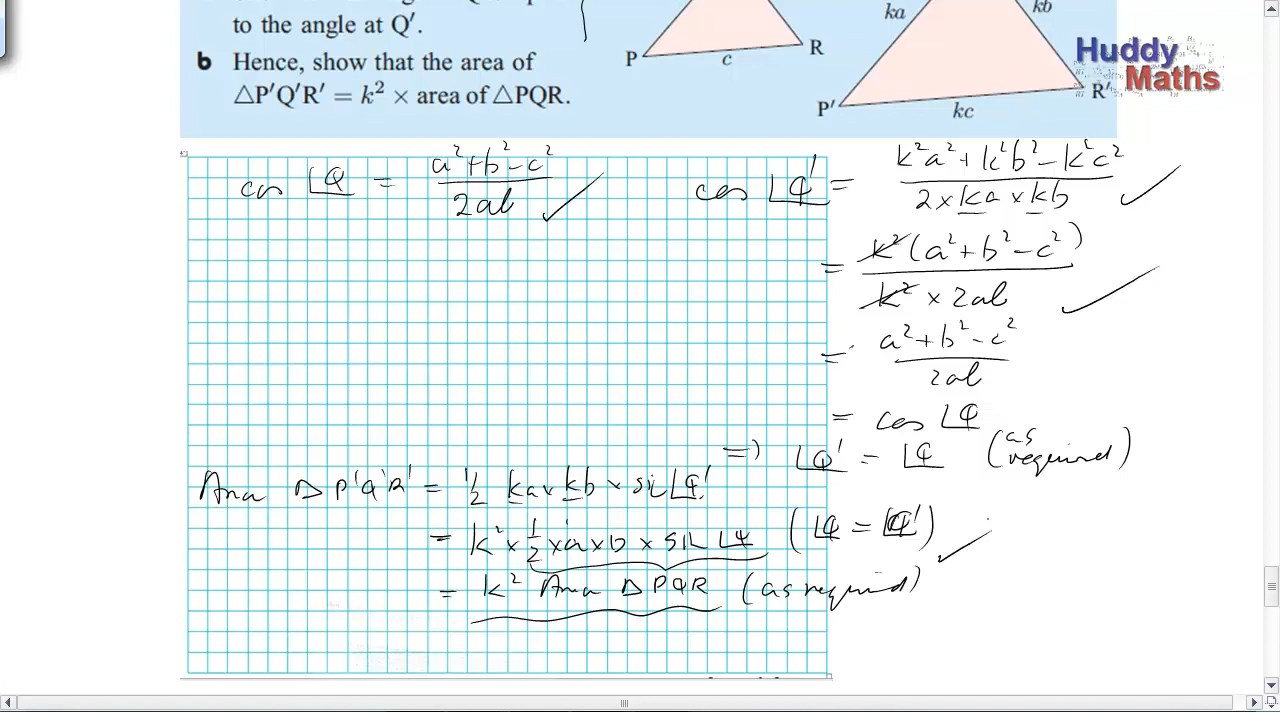 to the angle at Q′.
b Hence, show that the area of
△P′Q′R′ = k² × area of △PQR.
P
R
c
ka
kb
P′
R′
kc
Huddy
Maths
cos ∠Q = (a² + b² − c²) / 2ab
cos ∠Q' = (k²a² + k²b² − k²c²) / (2 × ka × kb)
= k²(a² + b² − c²) / (k² × 2ab)
= (a² + b² − c²) / 2ab
= cos ∠Q
⇒ ∠Q' = ∠Q (as required)
Area △ P'Q'R' = ½ ka × kb × sin ∠Q'
= k² × ½ × a × b × sin ∠Q (∠Q = ∠Q')
= k² Area △ PQR (as required)